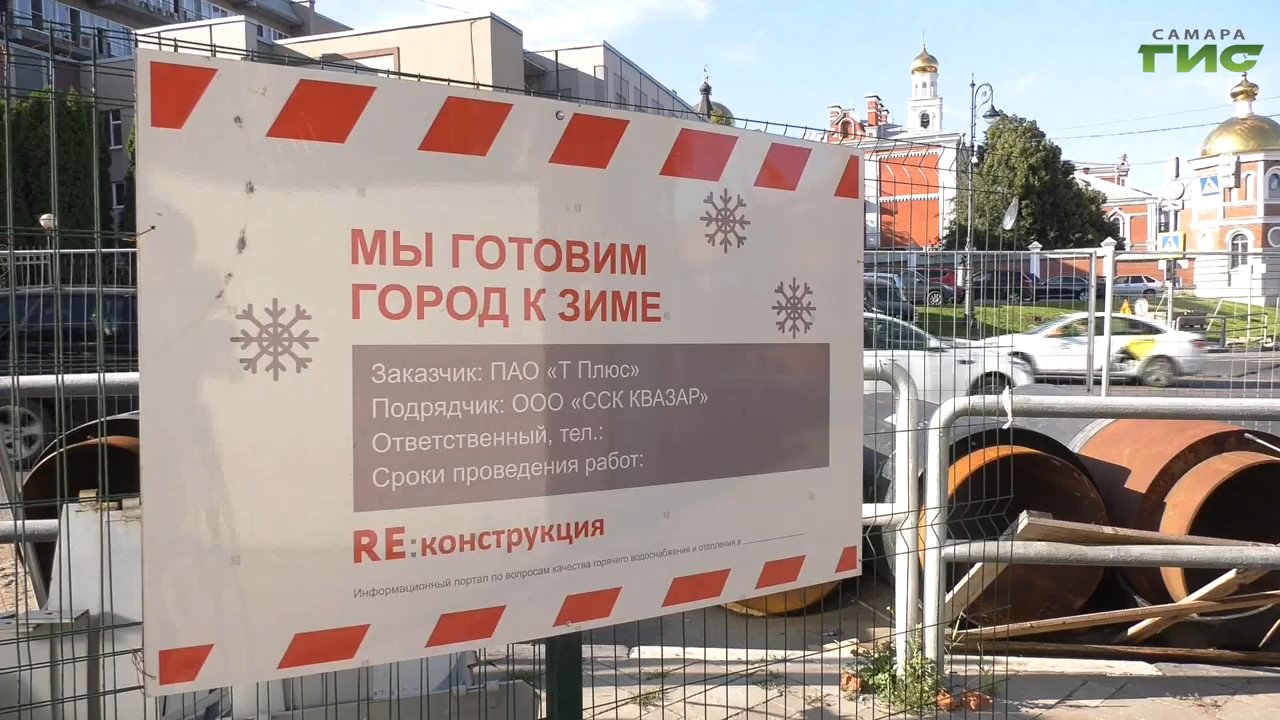 САМАРА
ГИС
МЫ ГОТОВИМ
ГОРОД К ЗИМЕ
Заказчик: ПАО «Т Плюс»
Подрядчик: ООО «ССК КВАЗАР»
Ответственный, тел.:
Сроки проведения работ:
RE:конструкция
Информационный портал по вопросам качества горячего водоснабжения и отопления в